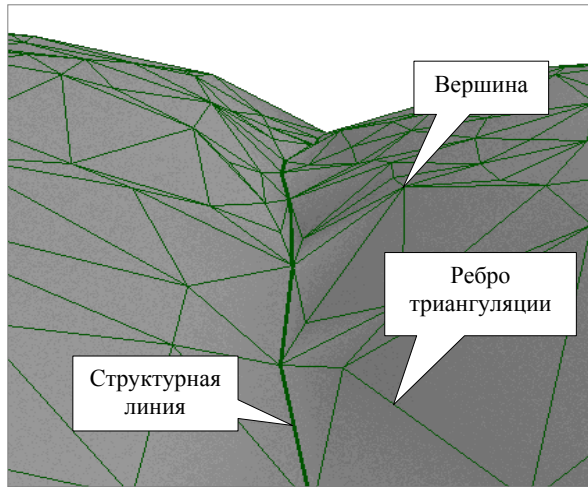 Вершина
Ребро
триангуляции
Структурная
линия